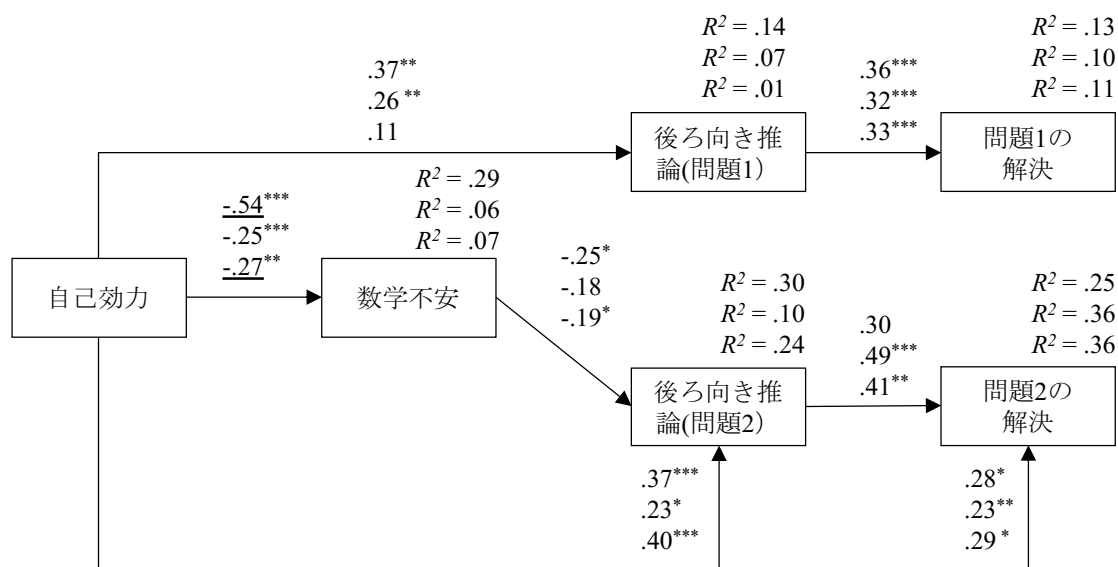 R² = .14
R² = .07
R² = .01
R² = .13
R² = .10
R² = .11
.37**
.26 **
.11
.36***
.32***
.33***
後ろ向き推
論(問題1）
問題1の
解決
R² = .29
R² = .06
R² = .07
-.54***
-.25***
-.27**
自己効力
数学不安
-.25*
-.18
-.19*
R² = .30
R² = .10
R² = .24
R² = .25
R² = .36
R² = .36
.30
.49***
.41**
後ろ向き推
論(問題2）
問題2の
解決
.37***
.23*
.40***
.28*
.23**
.29 *